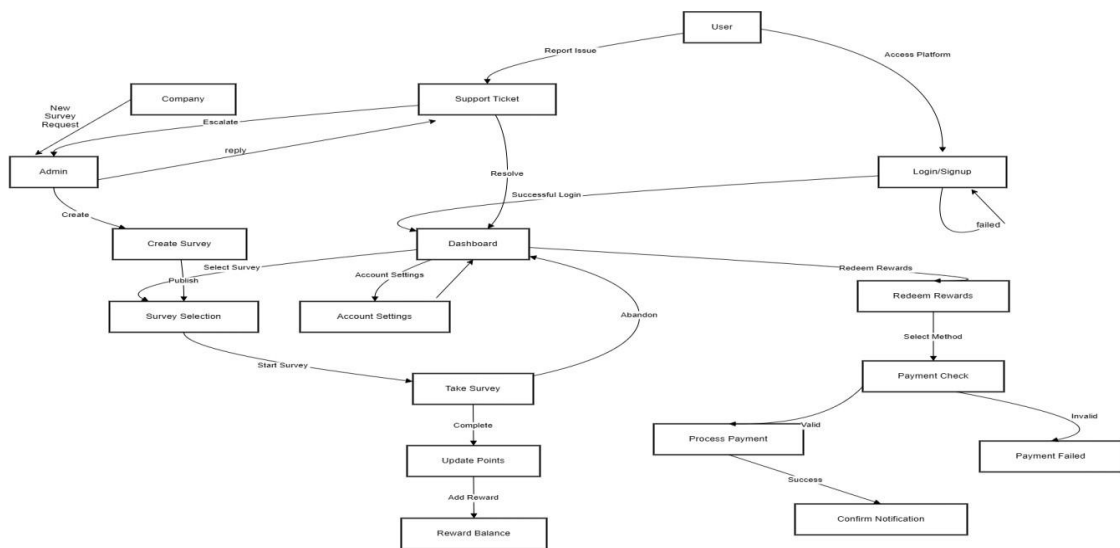 User
Report Issue
Access Platform
Company
Support Ticket
New
Survey
Request
Escalate
reply
Admin
Resolve
Login/Signup
Successful Login
Create
failed
Create Survey
Dashboard
Select Survey
Account Settings
Redeem Rewards
Publish
Redeem Rewards
Survey Selection
Account Settings
Abandon
Select Method
Start Survey
Take Survey
Payment Check
Complete
Valid
Invalid
Process Payment
Update Points
Payment Failed
Success
Add Reward
Reward Balance
Confirm Notification